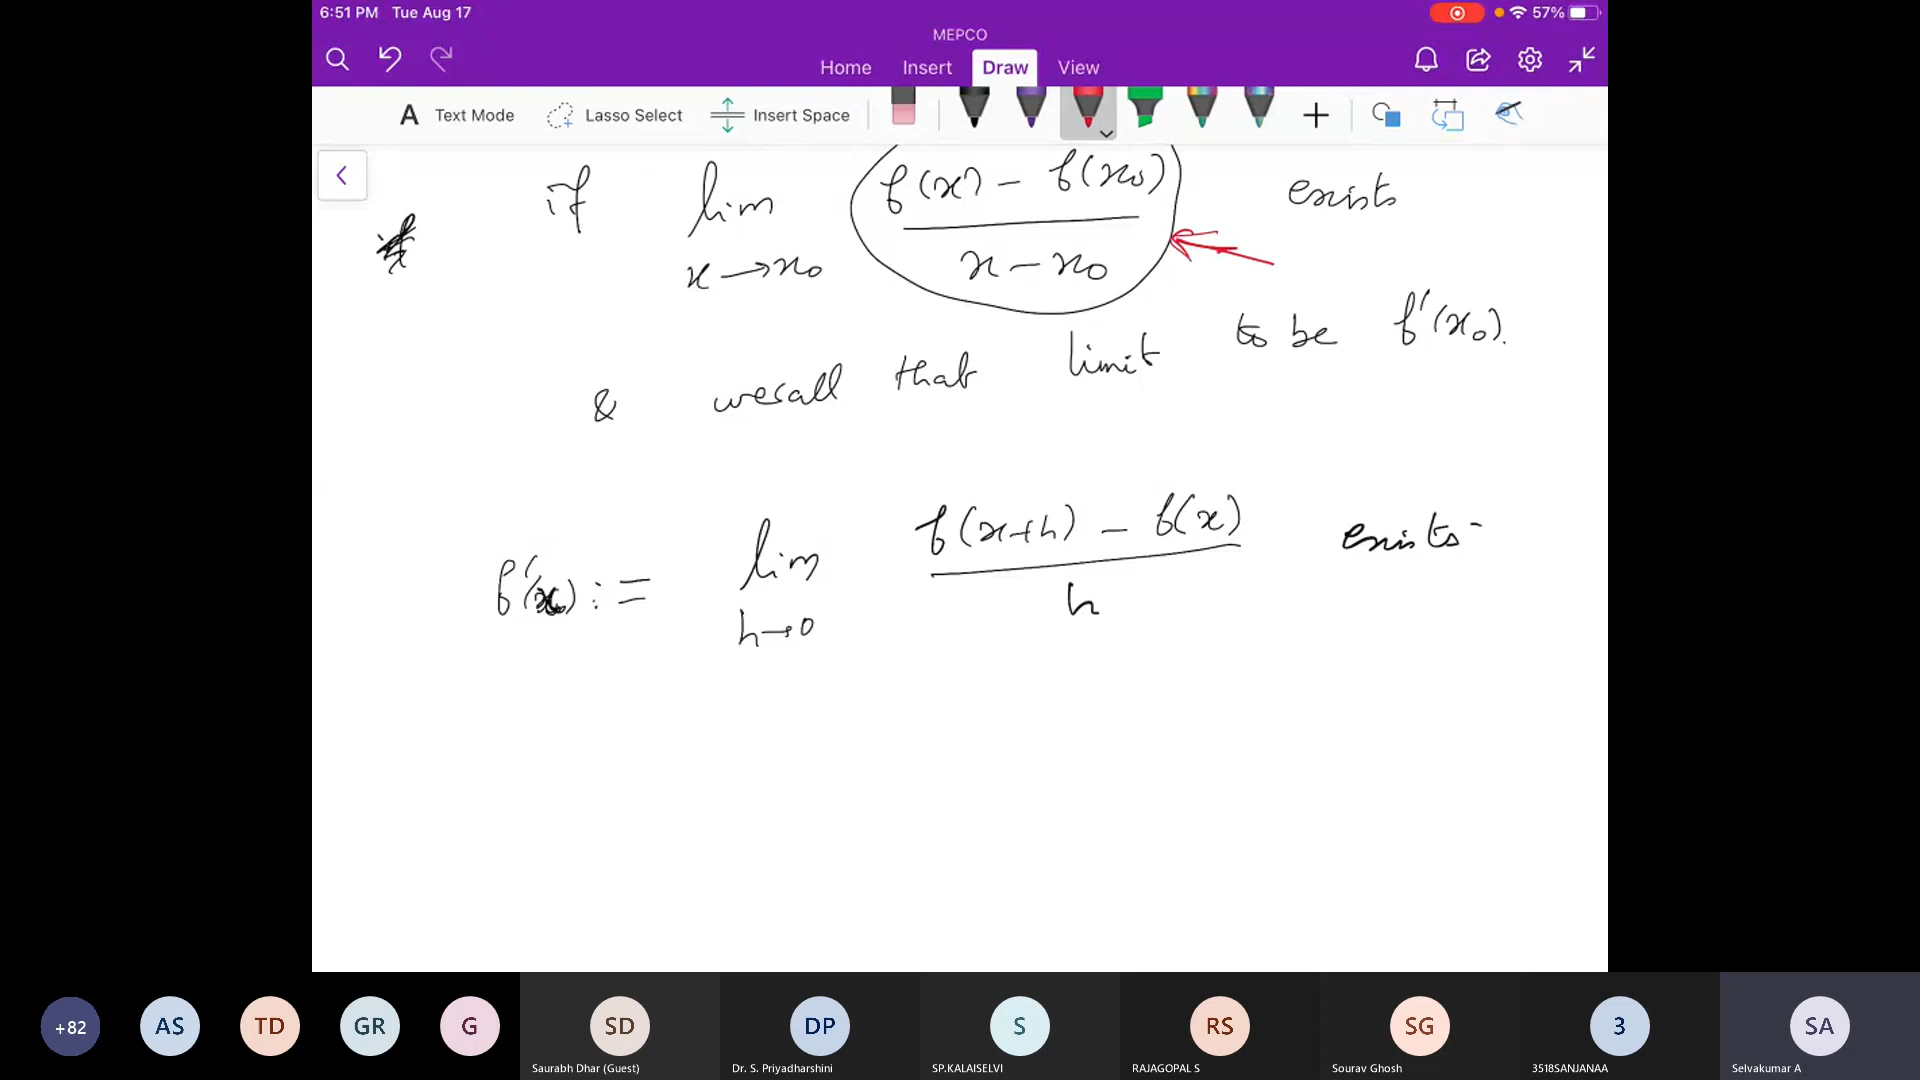 6:51 PM Tue Aug 17
57%
MEPCO
Home Insert Draw View
A Text Mode Lasso Select Insert Space
if lim f(x) - f(x₀) exists
x→x₀ x - x₀
& we call that limit to be f'(x₀).
f'(x₀) := lim f(x+h) - f(x) exists
h→0 h
+82 AS TD GR G SD DP S RS SG 3 SA
Saurabh Dhar (Guest) Dr. S. Priyadharshini SP.KALAISELVI RAJAGOPAL S Sourav Ghosh 3518SANJANAA Selvakumar A